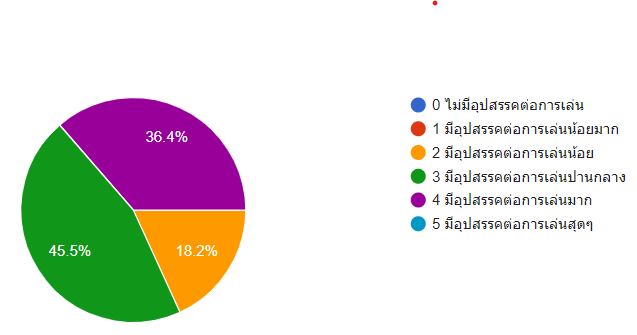 0 ไม่มีอุปสรรคต่อการเล่น
1 มีอุปสรรคต่อการเล่นน้อยมาก
2 มีอุปสรรคต่อการเล่นน้อย
3 มีอุปสรรคต่อการเล่นปานกลาง
4 มีอุปสรรคต่อการเล่นมาก
5 มีอุปสรรคต่อการเล่นสุดๆ
36.4%
45.5%
18.2%